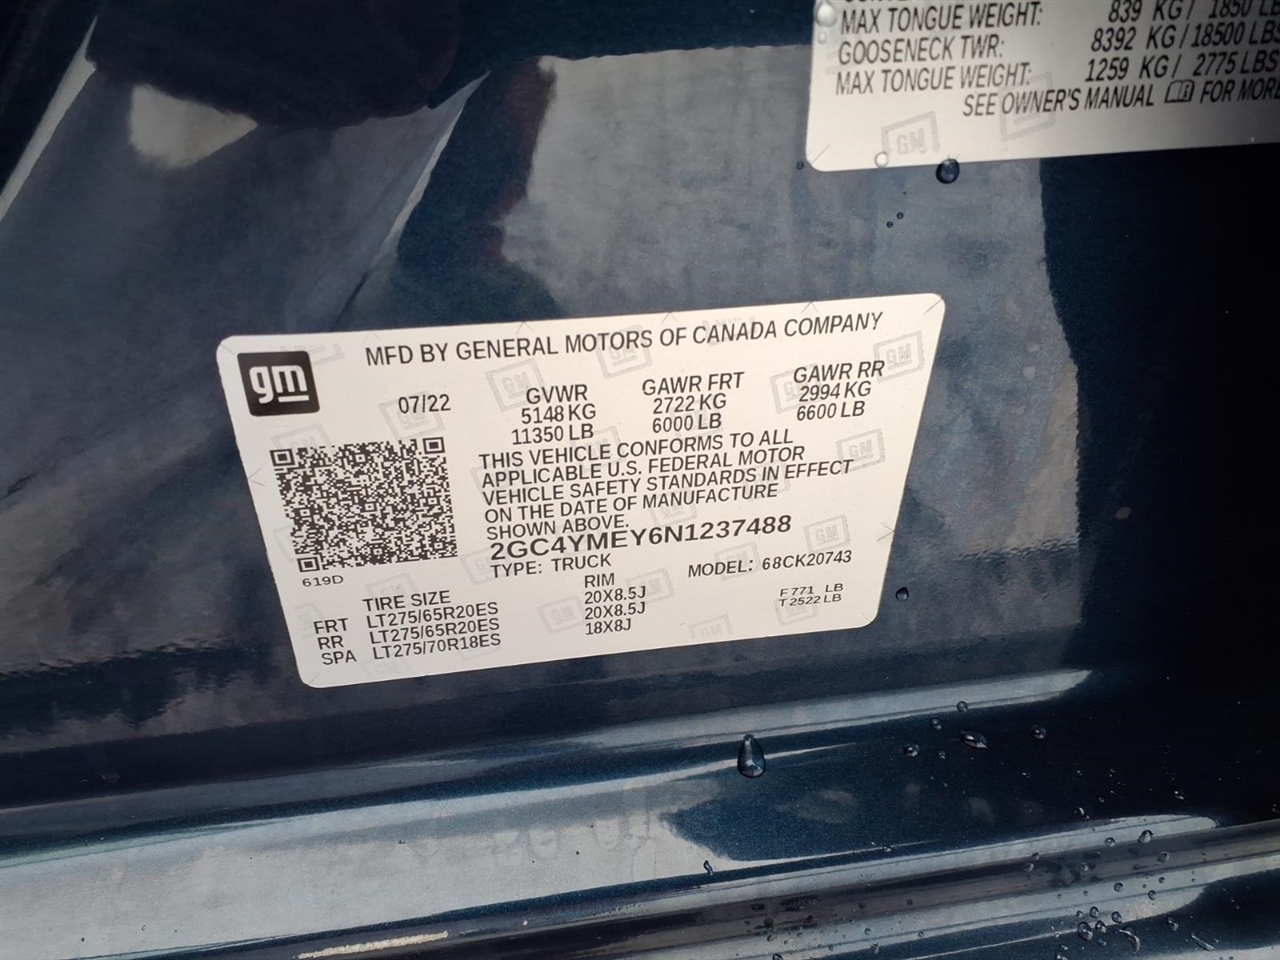 MAX TONGUE WEIGHT: 839 KG/ 1850 LB
GOOSENECK TWR: 8392 KG/18500 LBS
MAX TONGUE WEIGHT: 1259 KG/ 2775 LBS
SEE OWNER'S MANUAL FOR MORE
GM
MFD BY GENERAL MOTORS OF CANADA COMPANY
gm
07/22
GVWR
5148 KG
11350 LB
GAWR FRT
2722 KG
6000 LB
GAWR RR
2994 KG
6600 LB
THIS VEHICLE CONFORMS TO ALL
APPLICABLE U.S. FEDERAL MOTOR
VEHICLE SAFETY STANDARDS IN EFFECT
ON THE DATE OF MANUFACTURE
SHOWN ABOVE.
2GC4YMEY6N1237488
TYPE: TRUCK MODEL: 68CK20743
619D
TIRE SIZE RIM
FRT LT275/65R20ES 20X8.5J
RR LT275/65R20ES 20X8.5J
SPA LT275/70R18ES 18X8J
F 771 LB
T 2522 LB